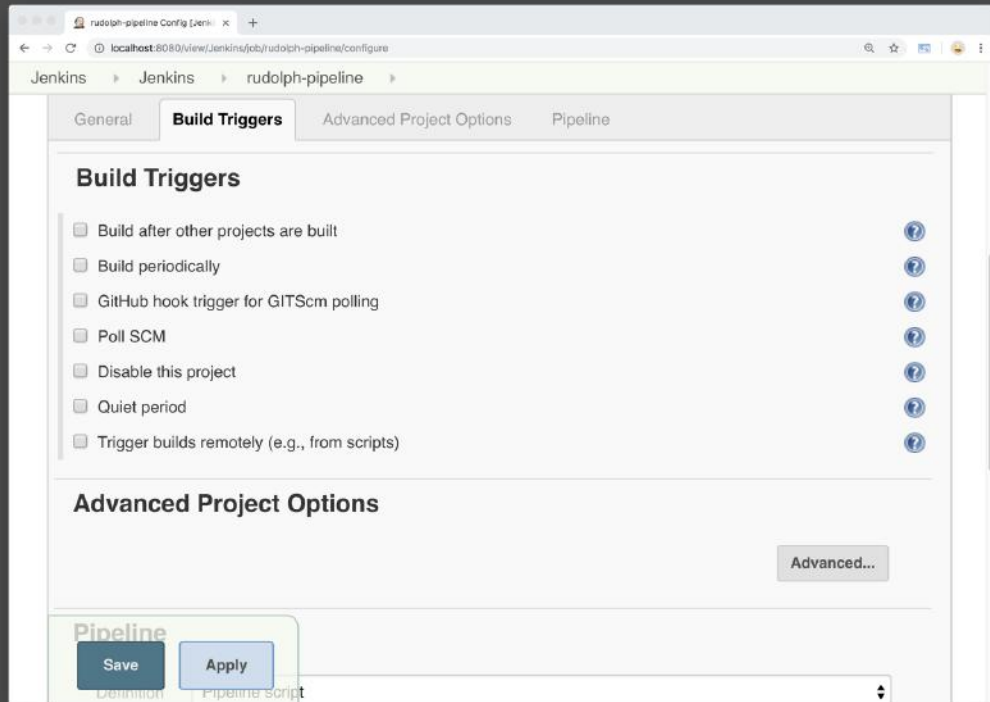 rudolph-pipeline Config [Jenki
localhost:8080/view/Jenkins/job/rudolph-pipeline/configure
Jenkins Jenkins rudolph-pipeline
General Build Triggers Advanced Project Options Pipeline
Build Triggers
Build after other projects are built
Build periodically
GitHub hook trigger for GITScm polling
Poll SCM
Disable this project
Quiet period
Trigger builds remotely (e.g., from scripts)
Advanced Project Options
Advanced...
Pipeline
Save Apply
Definition Pipeline script